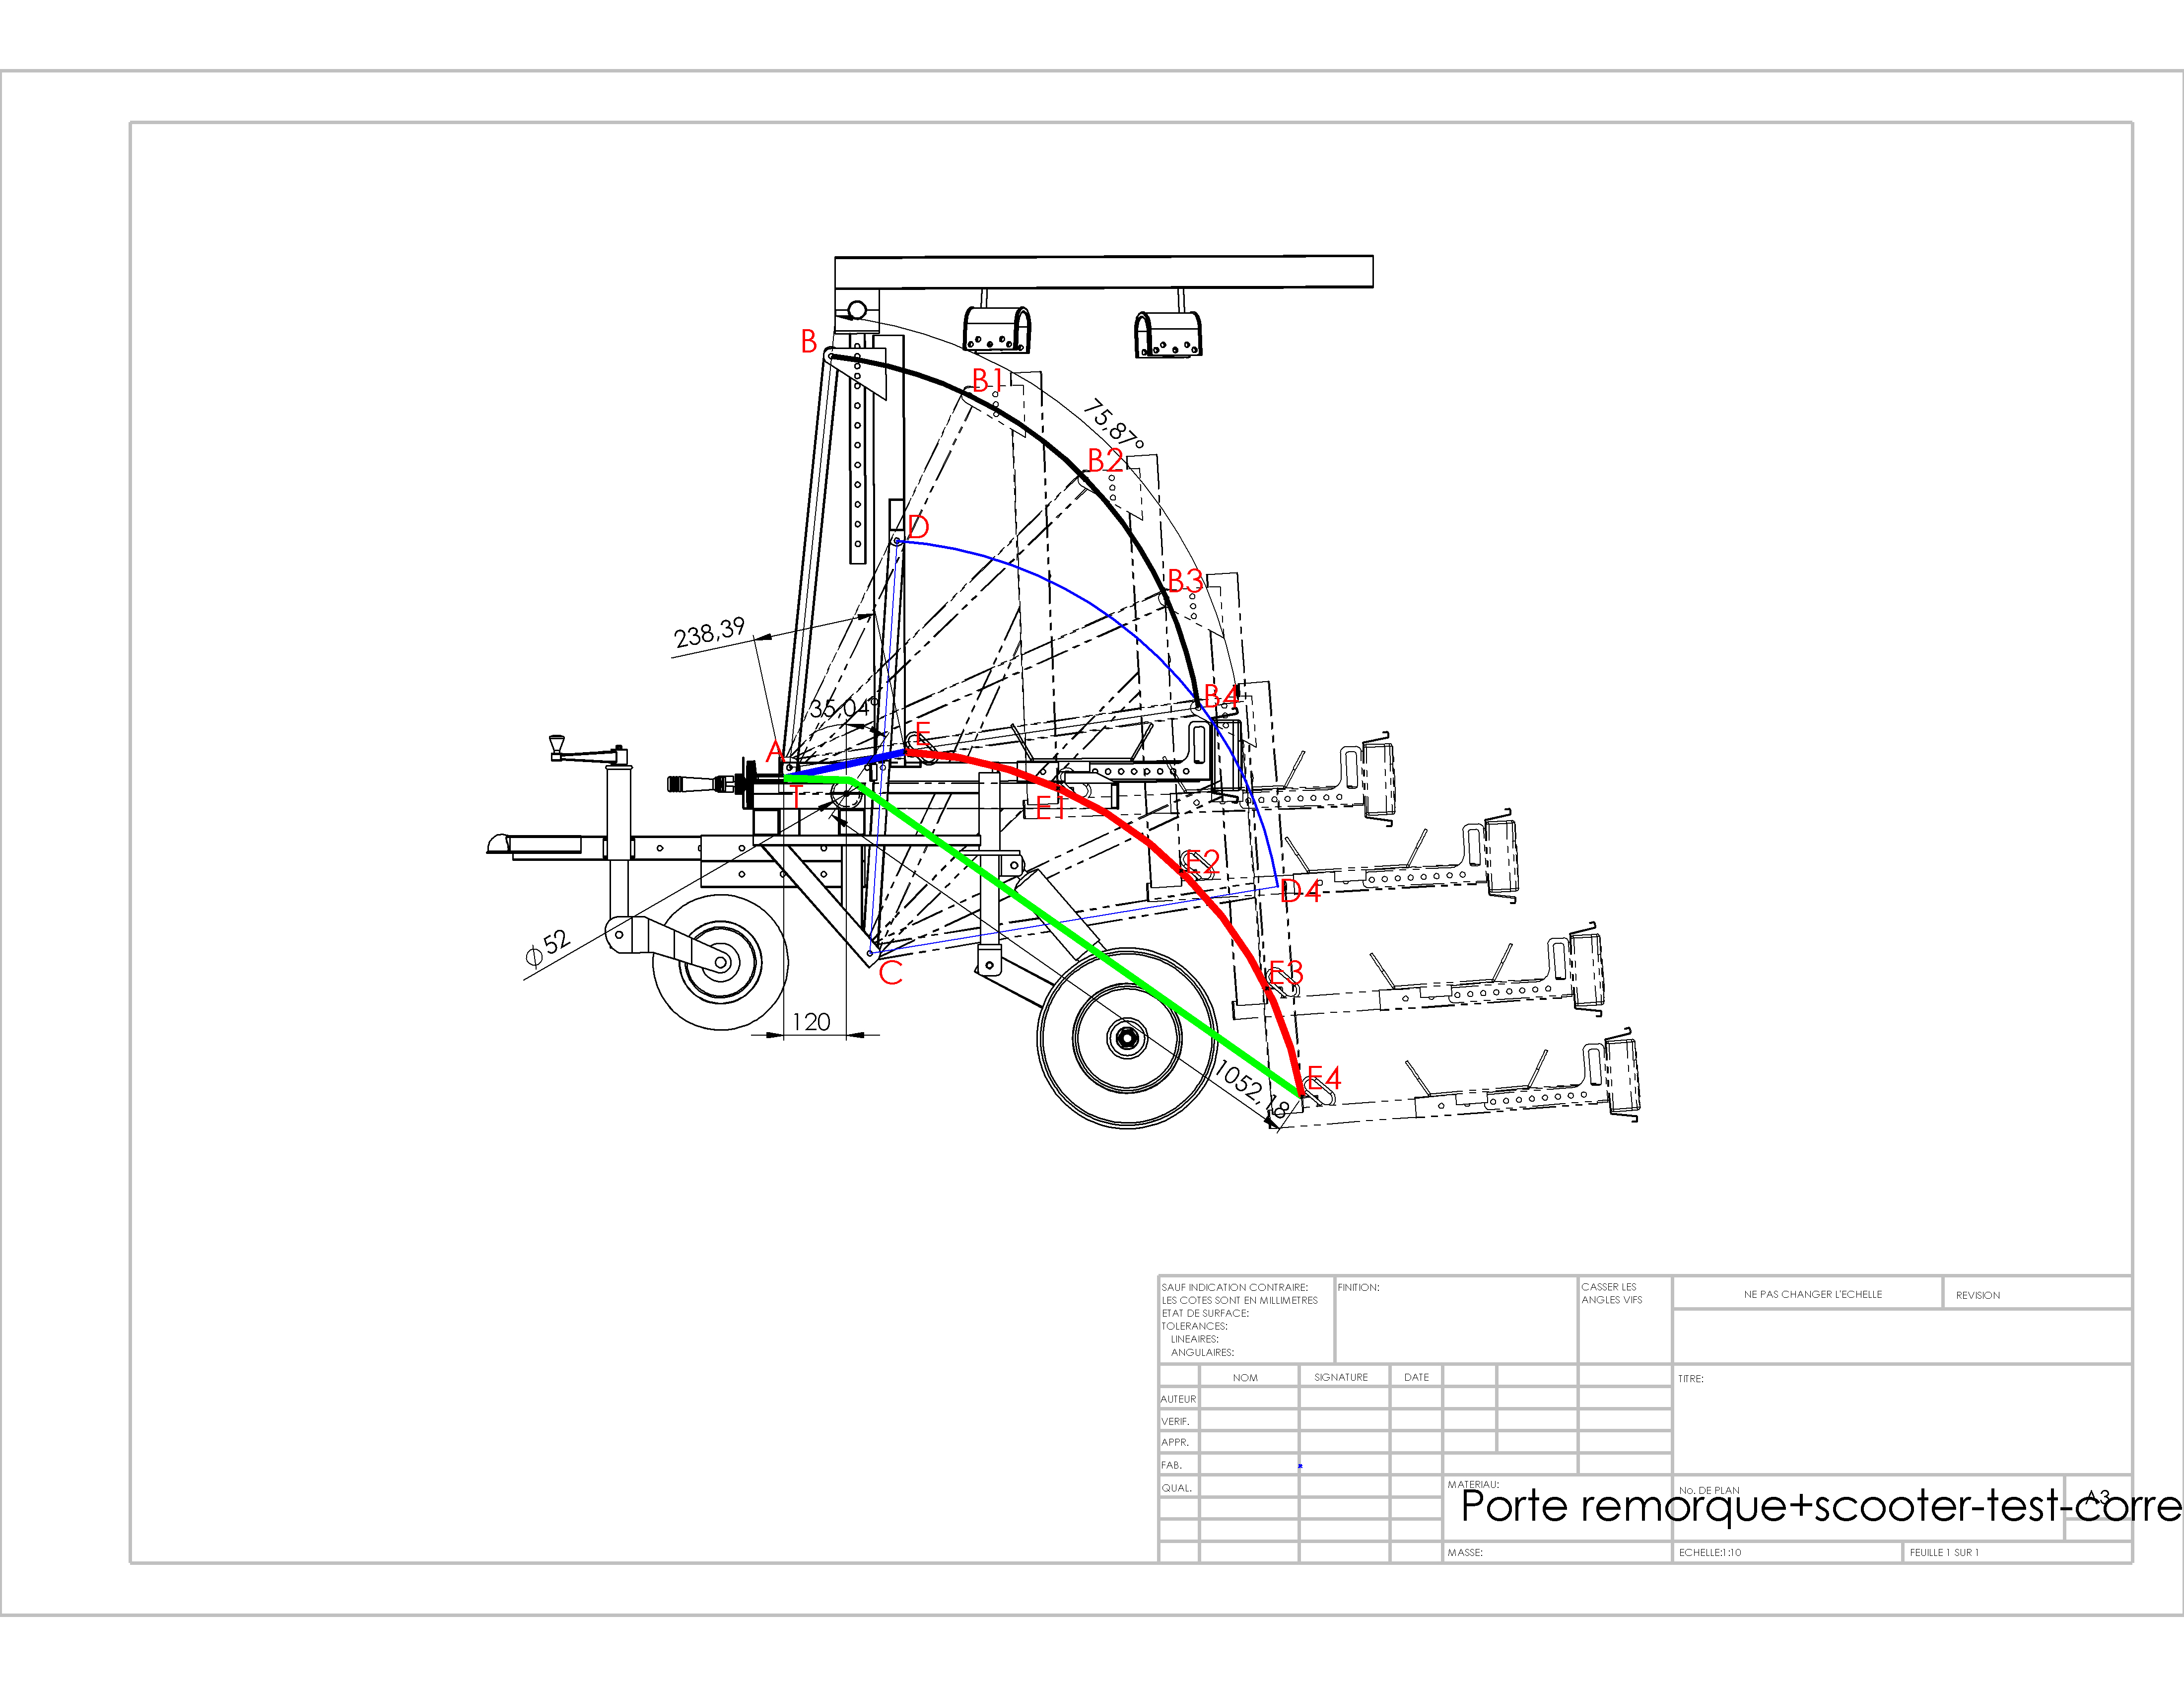 B
B1
75,87°
B2
D
B3
238,39
B4
35,04°
E
A
T
E1
E2
D4
C
E3
⌀ 52
120
1052,18
E4
SAUF INDICATION CONTRAIRE:
LES COTES SONT EN MILLIMETRES
ETAT DE SURFACE:
TOLERANCES:
LINEAIRES:
ANGULAIRES:
FINITION:
CASSER LES
ANGLES VIFS
NE PAS CHANGER L'ECHELLE
REVISION
NOM
SIGNATURE
DATE
TITRE:
AUTEUR
VERIF.
APPR.
FAB.
QUAL.
MATERIAU:
No. DE PLAN
A3
Porte remorque+scooter-test-corre
MASSE:
ECHELLE:1:10
FEUILLE 1 SUR 1